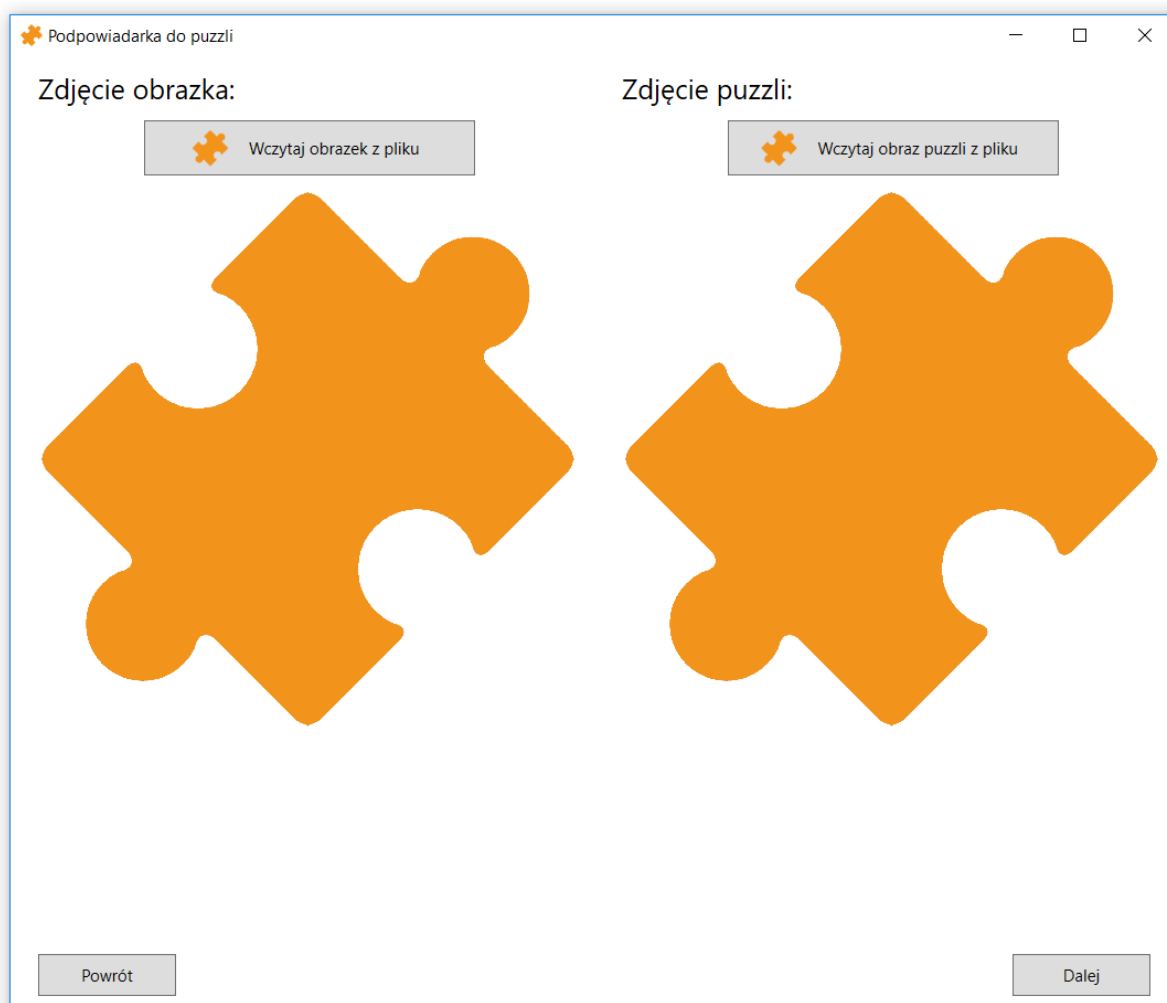 Podpowiadarka do puzzli
Zdjęcie obrazka:
Zdjęcie puzzli:
Wczytaj obrazek z pliku
Wczytaj obraz puzzli z pliku
Powrót
Dalej